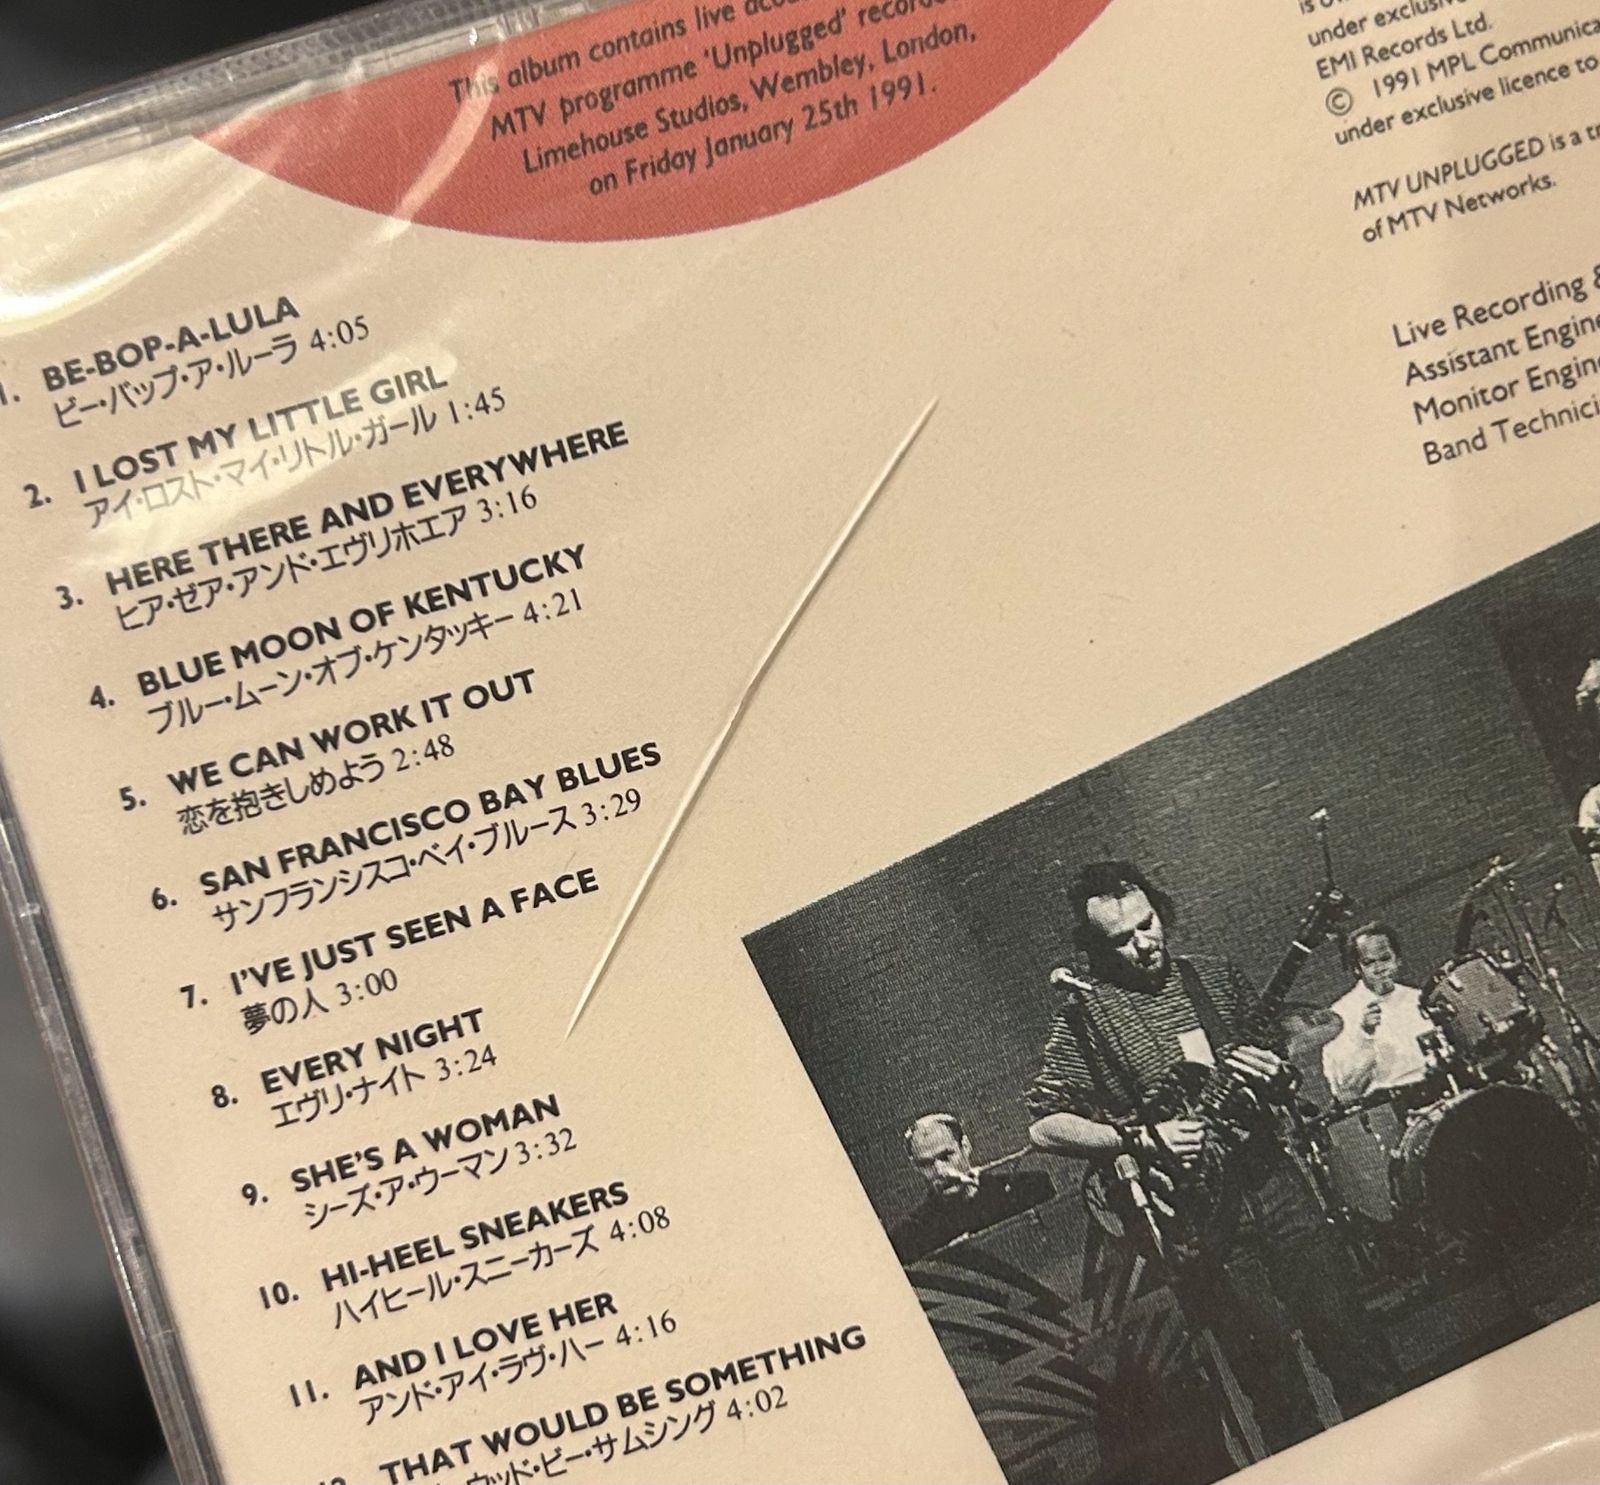 This album contains live
MTV programme 'Unplugged'
Limehouse Studios, Wembley, London,
on Friday January 25th 1991.
under
EMI Records Ltd.
© 1991 MPL
under exclusive licence to
MTV UNPLUGGED is a
of MTV Networks.
Live Recording
Assistant
Monitor
Band
1. BE-BOP-A-LULA
ビー・バップ・ア・ルーラ 4:05
2. I LOST MY LITTLE GIRL
アイ・ロスト・マイ・リトル・ガール 1:45
3. HERE THERE AND EVERYWHERE
ヒア・ゼア・アンド・エヴリホエア 3:16
4. BLUE MOON OF KENTUCKY
ブルー・ムーン・オブ・ケンタッキー 4:21
5. WE CAN WORK IT OUT
恋を抱きしめよう 2:48
6. SAN FRANCISCO BAY BLUES
サンフランシスコ・ベイ・ブルース 3:29
7. I'VE JUST SEEN A FACE
夢の人 3:00
8. EVERY NIGHT
エヴリ・ナイト 3:24
9. SHE'S A WOMAN
シーズ・ア・ウーマン 3:32
10. HI-HEEL SNEAKERS
ハイヒール・スニーカーズ 4:08
11. AND I LOVE HER
アンド・アイ・ラヴ・ハー 4:16
THAT WOULD BE SOMETHING
ウッド・ビー・サムシング 4:02